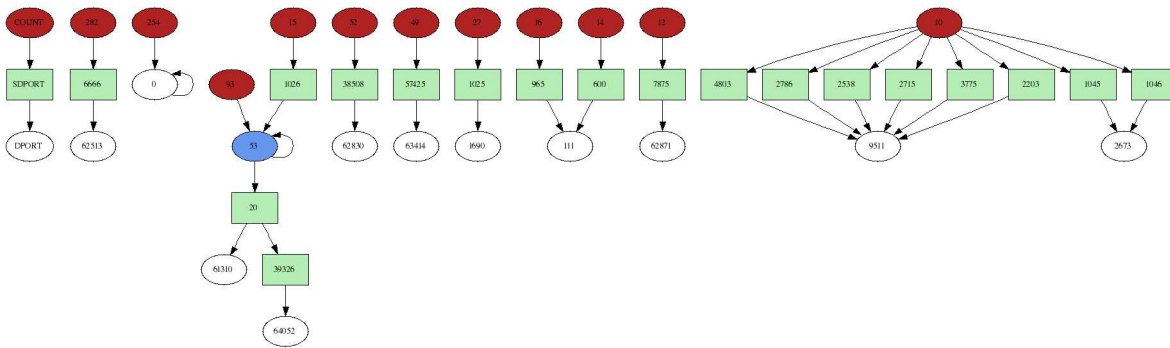 COUNT 282 254 15 52 49 27 16 14 12 10
SDPORT 6666 0 93 1026 38508 57425 1025 965 600 7875 4803 2786 2538 2715 3775 2203 1045 1046
DPORT 62513 53 62830 63414 1690 111 62871 9511 2673
20
61310 39326
64052